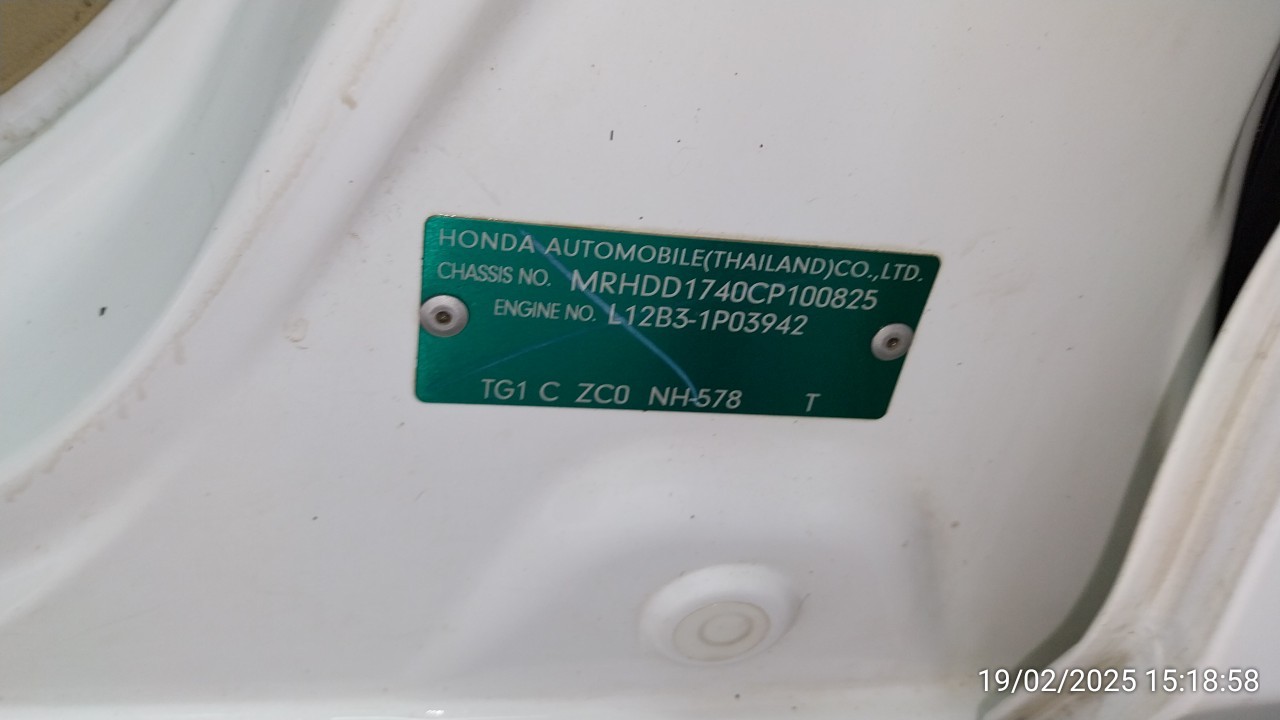 HONDA AUTOMOBILE(THAILAND)CO.,LTD.
CHASSIS NO. MRHDD1740CP100825
ENGINE NO. L12B3-1P03942
TG1 C ZC0 NH-578 T
19/02/2025 15:18:58